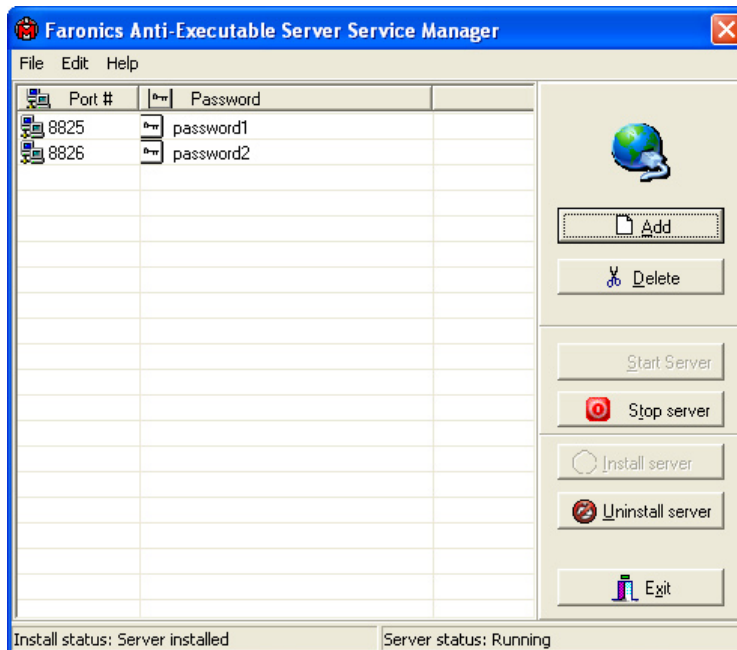 Faronics Anti-Executable Server Service Manager
File Edit Help
Port # Password
8825 password1
8826 password2
Add
Delete
Start Server
Stop server
Install server
Uninstall server
Exit
Install status: Server installed Server status: Running